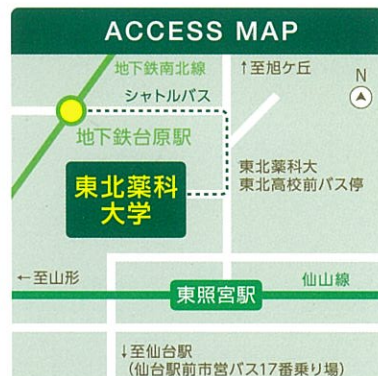 ACCESS MAP
地下鉄南北線
↑至旭ケ丘
シャトルバス
N
地下鉄台原駅
東北薬科大
東北高校前バス停
東北薬科
大学
←至山形
仙山線
東照宮駅
↓至仙台駅
(仙台駅前市営バス17番乗り場)